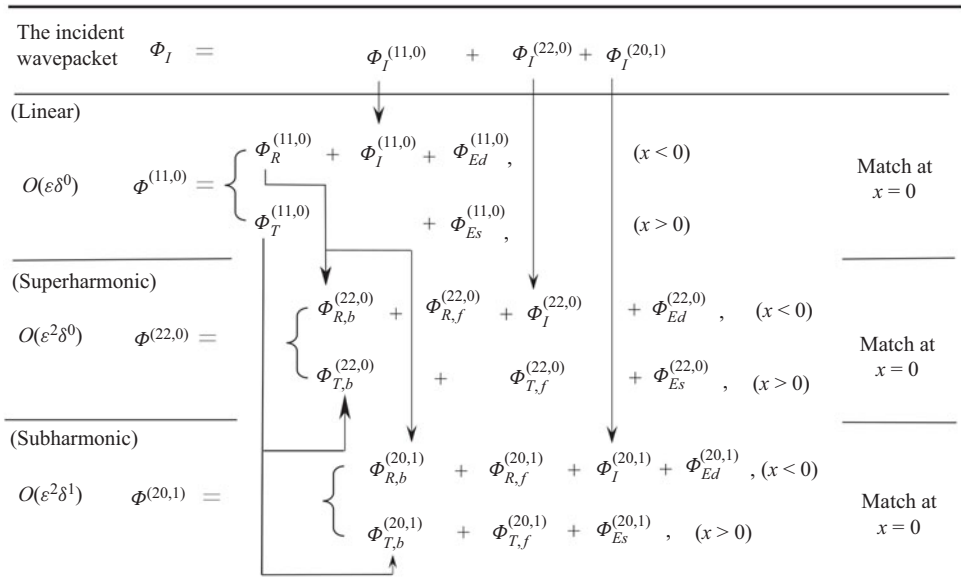 The incident
wavepacket Φ_I = Φ_I^(11,0) + Φ_I^(22,0) + Φ_I^(20,1)
(Linear)
Φ_R^(11,0) + Φ_I^(11,0) + Φ_Ed^(11,0) , (x < 0)
O(εδ^0) Φ^(11,0) = {
Match at
x = 0
Φ_T^(11,0) + Φ_Es^(11,0) , (x > 0)
(Superharmonic)
Φ_R,b^(22,0) + Φ_R,f^(22,0) + Φ_I^(22,0) + Φ_Ed^(22,0) , (x < 0)
O(ε^2δ^0) Φ^(22,0) = {
Match at
x = 0
Φ_T,b^(22,0) + Φ_T,f^(22,0) + Φ_Es^(22,0) , (x > 0)
(Subharmonic)
Φ_R,b^(20,1) + Φ_R,f^(20,1) + Φ_I^(20,1) + Φ_Ed^(20,1) , (x < 0)
O(ε^2δ^1) Φ^(20,1) = {
Match at
x = 0
Φ_T,b^(20,1) + Φ_T,f^(20,1) + Φ_Es^(20,1) , (x > 0)